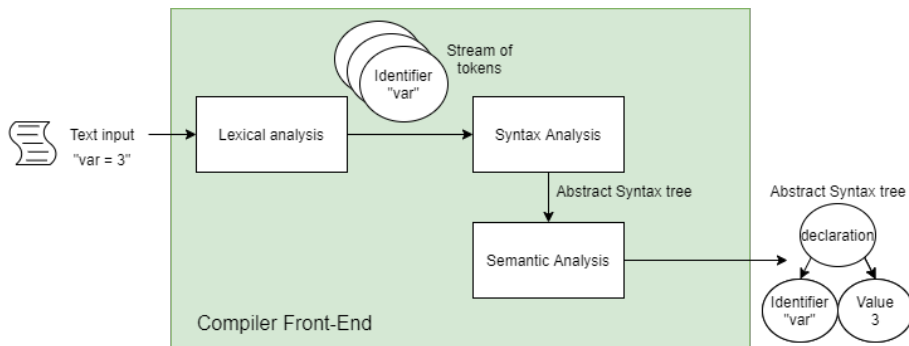 Stream of
tokens
Identifier
"var"
Text input
"var = 3"
Lexical analysis
Syntax Analysis
Abstract Syntax tree
Semantic Analysis
Abstract Syntax tree
declaration
Identifier
"var"
Value
3
Compiler Front-End